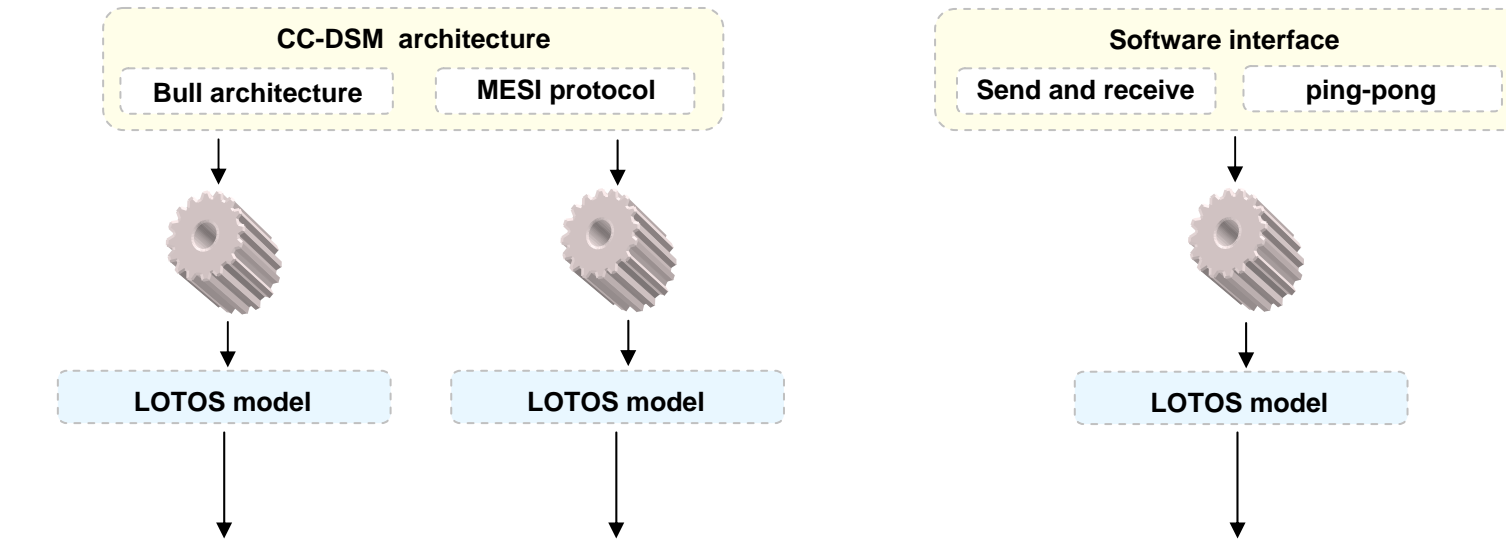 CC-DSM architecture
Bull architecture
MESI protocol
Software interface
Send and receive
ping-pong
LOTOS model
LOTOS model
LOTOS model